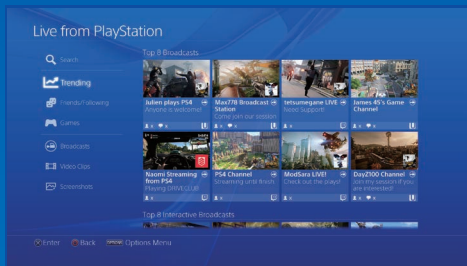 Live from PlayStation
Search
Trending
Friends/Following
Games
Broadcasts
Video Clips
Screenshots
Top 8 Broadcasts
Julien plays PS4
Anyone is welcome!
Max778 Broadcast Station
Come join our session
tetsumegane LIVE
Need Support!
James 45's Game Channel
Naomi Streaming from PS4
Playing DRIVECLUB
PS4 Channel
Streaming until finish
ModSara LIVE!
Check out the
DayZ100 Channel
Join my session if you are interested!
Top 8 Interactive Broadcasts
Enter
Back
OPTIONS Options Menu